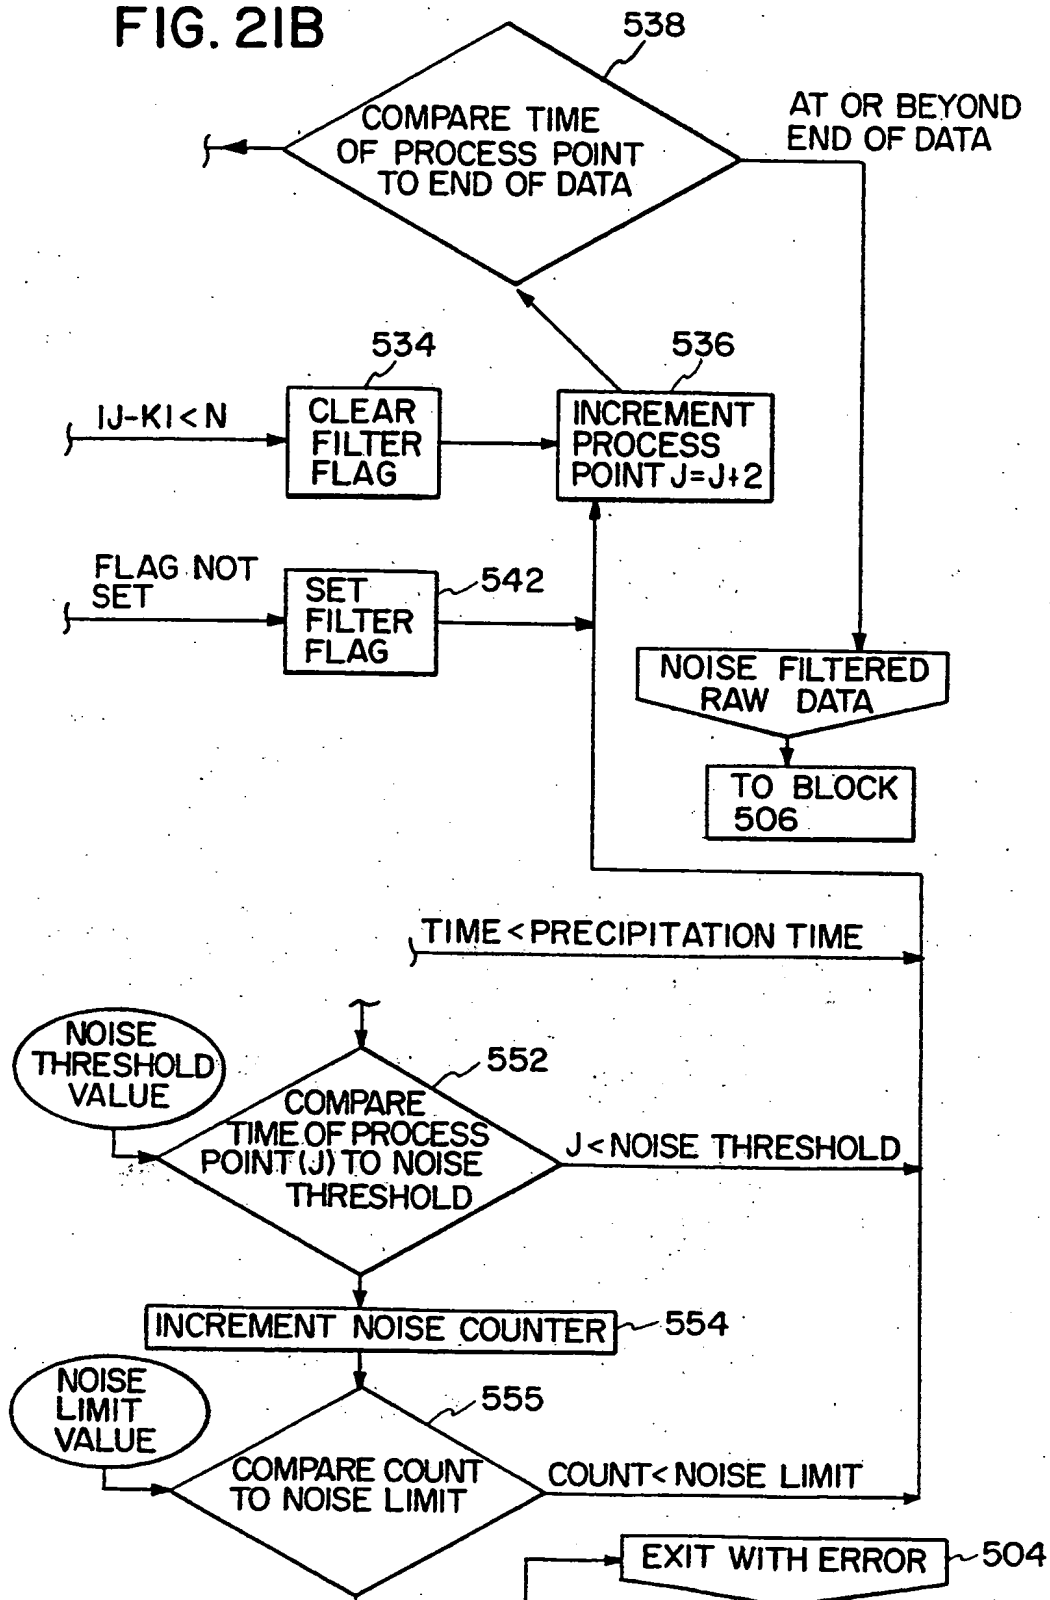 FIG. 21B
538
COMPARE TIME
OF PROCESS POINT
TO END OF DATA
AT OR BEYOND
END OF DATA
534
536
|J-K|<N
CLEAR
FILTER
FLAG
INCREMENT
PROCESS
POINT J=J+2
FLAG NOT
SET
SET
FILTER
FLAG
542
NOISE FILTERED
RAW DATA
TO BLOCK
506
TIME<PRECIPITATION TIME
NOISE
THRESHOLD
VALUE
552
COMPARE
TIME OF PROCESS
POINT(J) TO NOISE
THRESHOLD
J<NOISE THRESHOLD
INCREMENT NOISE COUNTER
554
NOISE
LIMIT
VALUE
555
COMPARE COUNT
TO NOISE LIMIT
COUNT<NOISE LIMIT
EXIT WITH ERROR
504